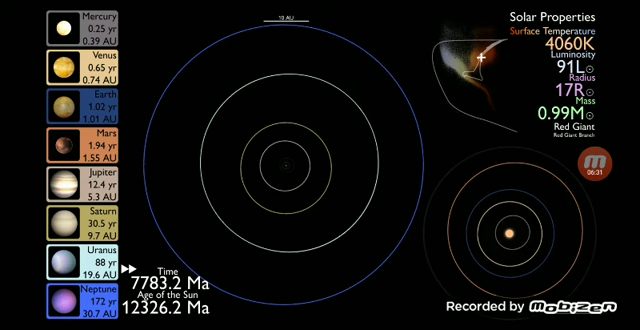 Mercury
0.25 yr
0.39 AU
Venus
0.65 yr
0.74 AU
Earth
1.02 yr
1.01 AU
Mars
1.94 yr
1.55 AU
Jupiter
12.4 yr
5.3 AU
Saturn
30.5 yr
9.7 AU
Uranus
88 yr
19.6 AU
Neptune
172 yr
30.7 AU
10 AU
Time
7783.2 Ma
Age of the Sun
12326.2 Ma
Solar Properties
Surface Temperature
4060K
Luminosity
91L☉
Radius
17R☉
Mass
0.99M☉
Red Giant
Red Giant Branch
06:31
Recorded by Mobizen